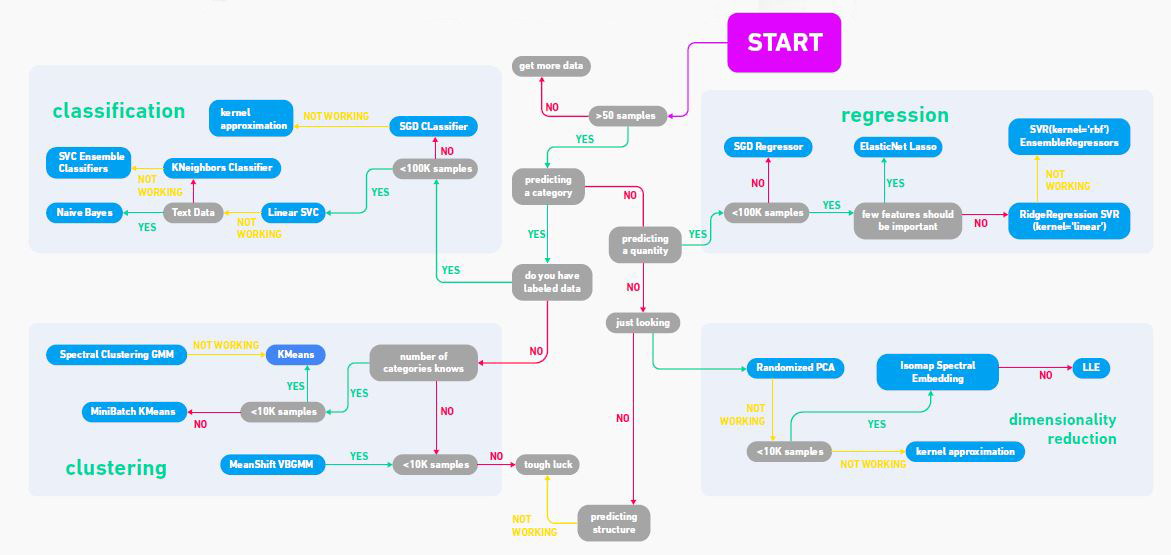 START
get more data
NO
>50 samples
YES
predicting
a category
NO
YES
predicting
a quantity
YES
NO
do you have
labeled data
YES
NO
just looking
NO
predicting
structure
NOT
WORKING
tough luck
classification
kernel
approximation
NOT WORKING
SGD CLassifier
NO
<100K samples
YES
SVC Ensemble
Classifiers
NOT
WORKING
KNeighbors Classifier
Naive Bayes
YES
Text Data
NOT
WORKING
Linear SVC
regression
SGD Regressor
NO
<100K samples
YES
ElasticNet Lasso
YES
few features should
be important
NO
SVR(kernel='rbf')
EnsembleRegressors
NOT
WORKING
RidgeRegression SVR
(kernel='linear')
Spectral Clustering GMM
NOT WORKING
KMeans
YES
number of
categories knows
YES
NO
MiniBatch KMeans
NO
<10K samples
clustering
MeanShift VBGMM
YES
<10K samples
NO
Randomized PCA
NOT
WORKING
<10K samples
YES
NOT WORKING
kernel approximation
Isomap Spectral
Embedding
NO
LLE
dimensionality
reduction